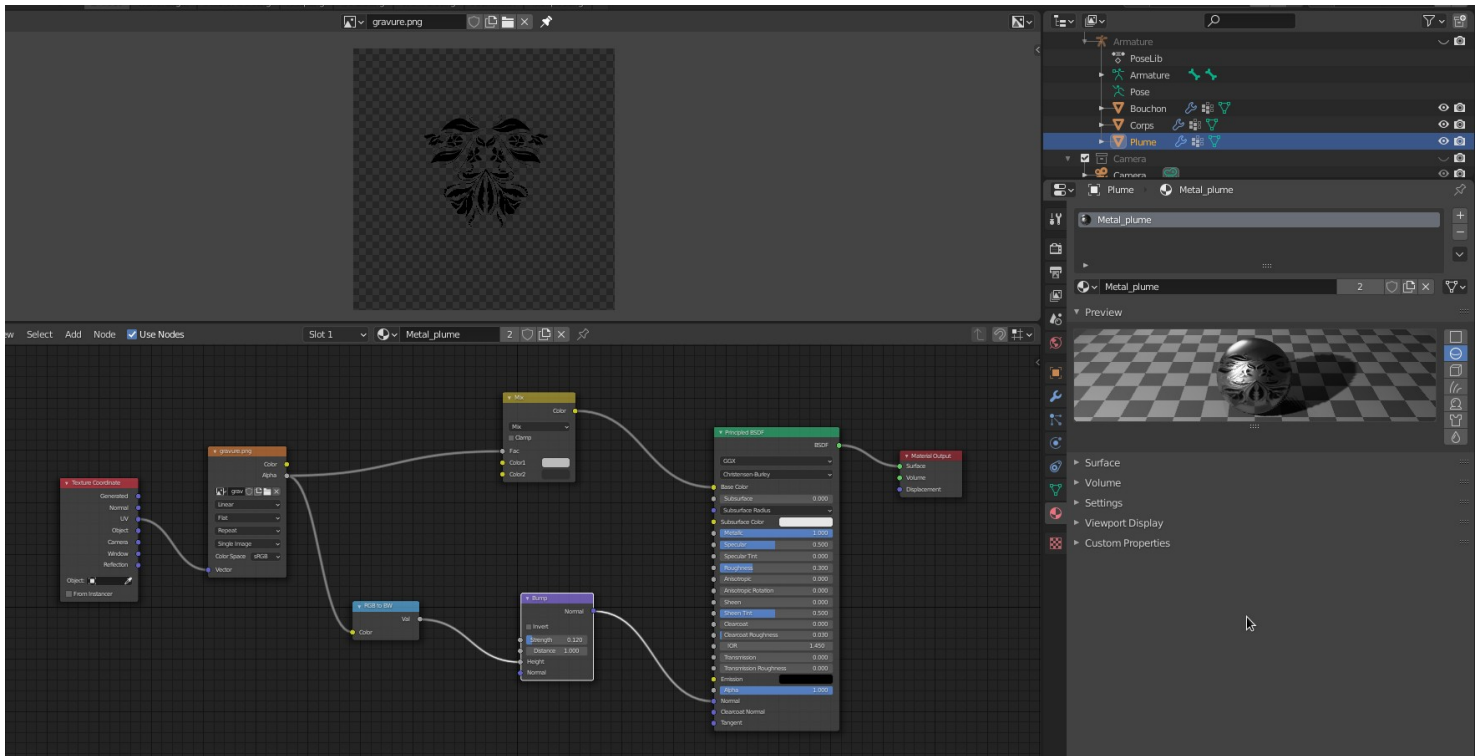 gravure.png
Armature
PoseLib
Armature
Pose
Bouchon
Corps
Plume
Camera
Camera
Plume
Metal_plume
Metal_plume
Metal_plume
2
Preview
Surface
Volume
Settings
Viewport Display
Custom Properties
ew Select Add Node Use Nodes
Slot 1
Metal_plume
2
Texture Coordinate
Generated
Normal
UV
Object
Camera
Window
Reflection
Object:
From Instancer
gravure.png
Color
Alpha
grav
Linear
Flat
Repeat
Single Image
Color Space sRGB
Vector
RGB to BW
Val
Color
Mix
Color
Mix
Clamp
Fac
Color1
Color2
Bump
Normal
Invert
Strength 0.120
Distance 1.000
Height
Normal
Principled BSDF
BSDF
GGX
Christensen-Burley
Base Color
Subsurface 0.000
Subsurface Radius
Subsurface Color
Metallic 1.000
Specular 0.500
Specular Tint 0.000
Roughness 0.300
Anisotropic 0.000
Anisotropic Rotation 0.000
Sheen 0.000
Sheen Tint 0.500
Clearcoat 0.000
Clearcoat Roughness 0.030
IOR 1.450
Transmission 0.000
Transmission Roughness 0.000
Emission
Alpha 1.000
Normal
Clearcoat Normal
Tangent
Material Output
Surface
Volume
Displacement